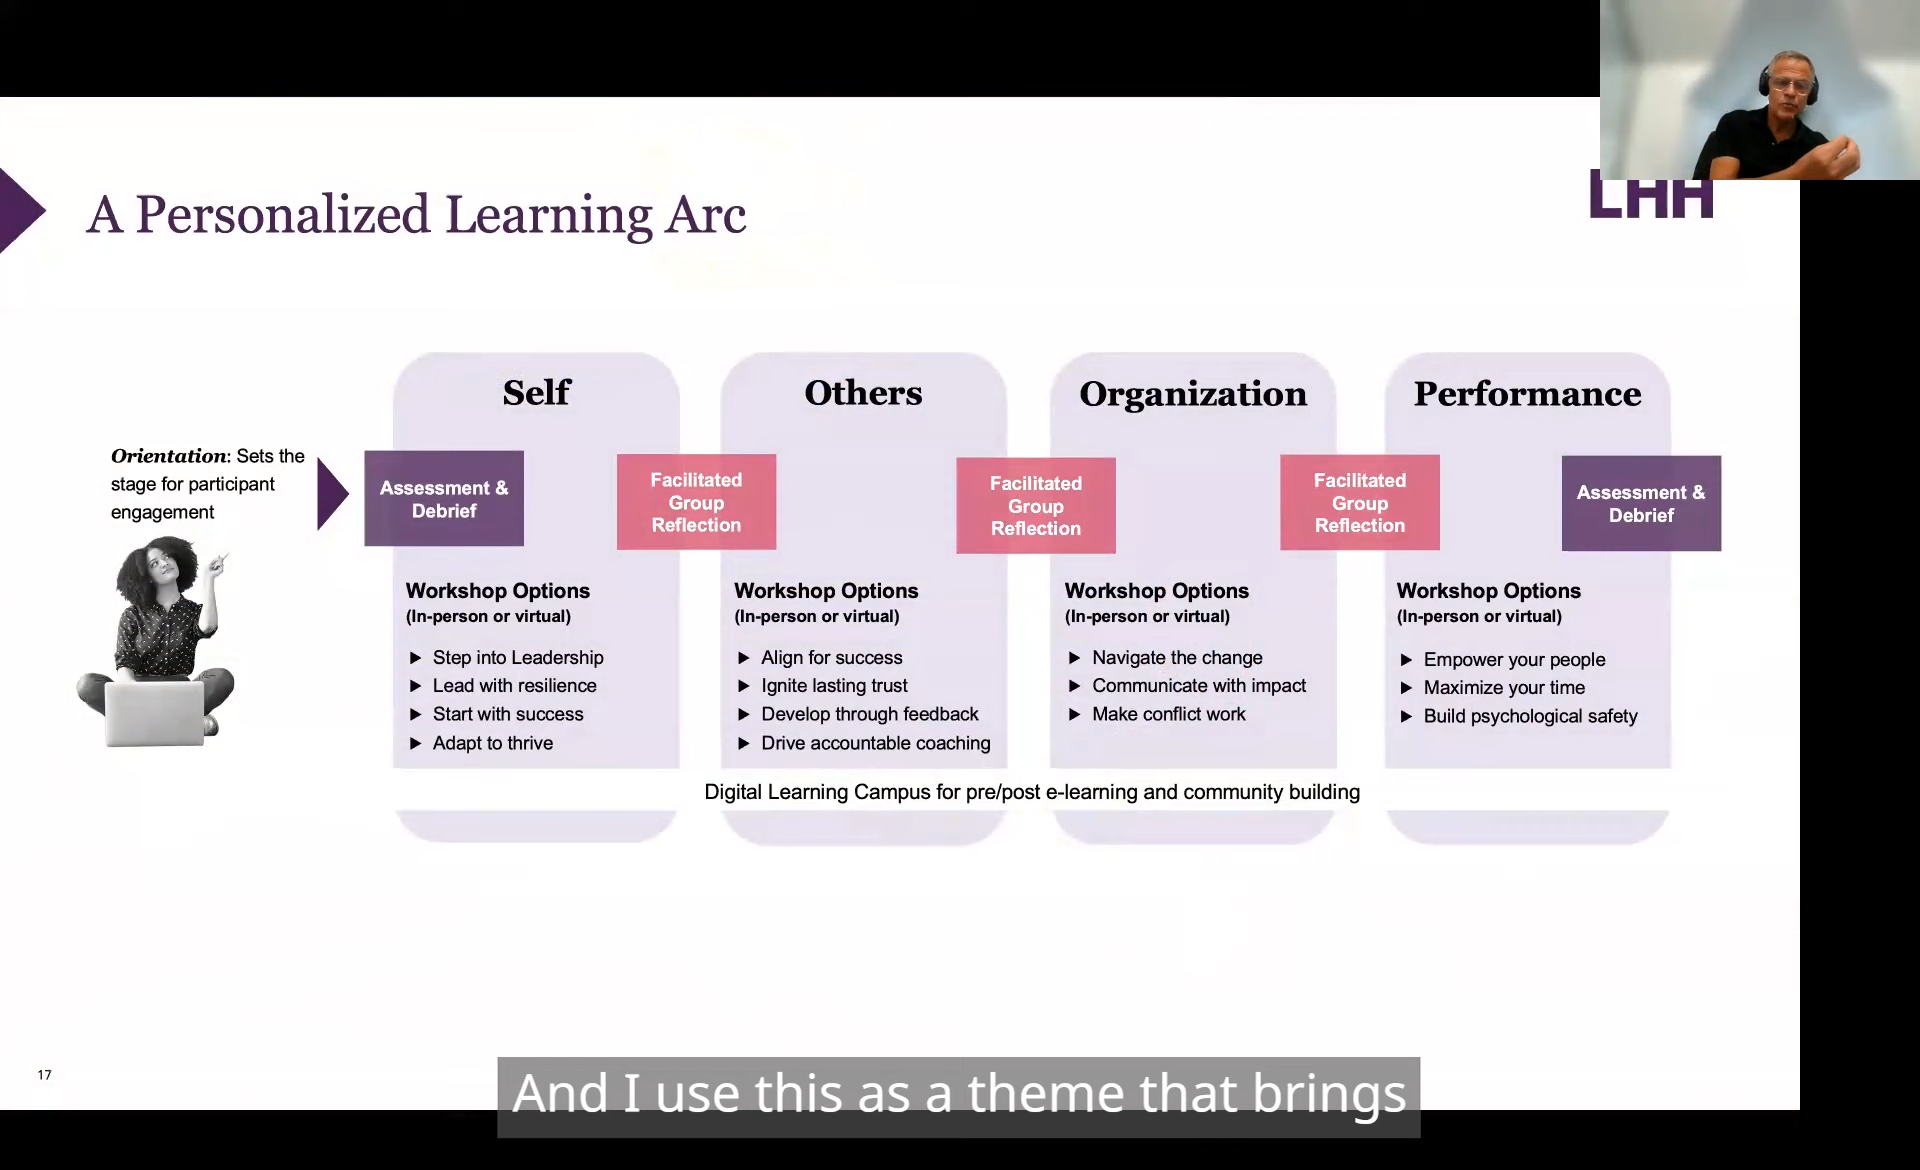 A Personalized Learning Arc
LHH
Self
Others
Organization
Performance
Orientation: Sets the
stage for participant
engagement
Assessment &
Debrief
Facilitated
Group
Reflection
Facilitated
Group
Reflection
Facilitated
Group
Reflection
Assessment &
Debrief
Workshop Options
(In-person or virtual)
▶ Step into Leadership
▶ Lead with resilience
▶ Start with success
▶ Adapt to thrive
Workshop Options
(In-person or virtual)
▶ Align for success
▶ Ignite lasting trust
▶ Develop through feedback
▶ Drive accountable coaching
Workshop Options
(In-person or virtual)
▶ Navigate the change
▶ Communicate with impact
▶ Make conflict work
Workshop Options
(In-person or virtual)
▶ Empower your people
▶ Maximize your time
▶ Build psychological safety
Digital Learning Campus for pre/post e-learning and community building
17
And I use this as a theme that brings